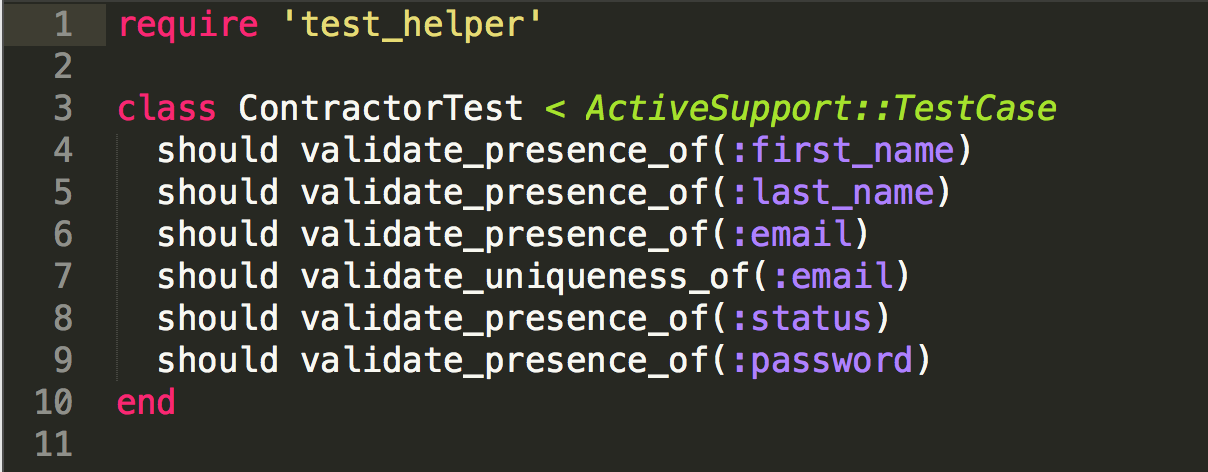 1 require 'test_helper'
2
3 class ContractorTest < ActiveSupport::TestCase
4   should validate_presence_of(:first_name)
5   should validate_presence_of(:last_name)
6   should validate_presence_of(:email)
7   should validate_uniqueness_of(:email)
8   should validate_presence_of(:status)
9   should validate_presence_of(:password)
10 end
11